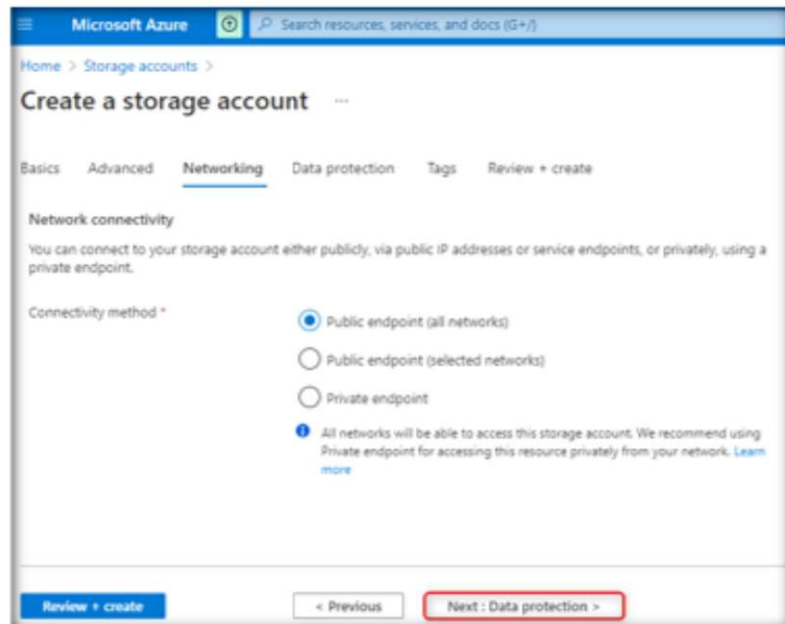 Microsoft Azure
Search resources, services, and docs (G+/)
Home > Storage accounts >
Create a storage account ...
Basics Advanced Networking Data protection Tags Review + create
Network connectivity
You can connect to your storage account either publicly, via public IP addresses or service endpoints, or privately, using a
private endpoint.
Connectivity method *
Public endpoint (all networks)
Public endpoint (selected networks)
Private endpoint
All networks will be able to access this storage account. We recommend using
Private endpoint for accessing this resource privately from your network. Learn
more
Review + create < Previous Next : Data protection >